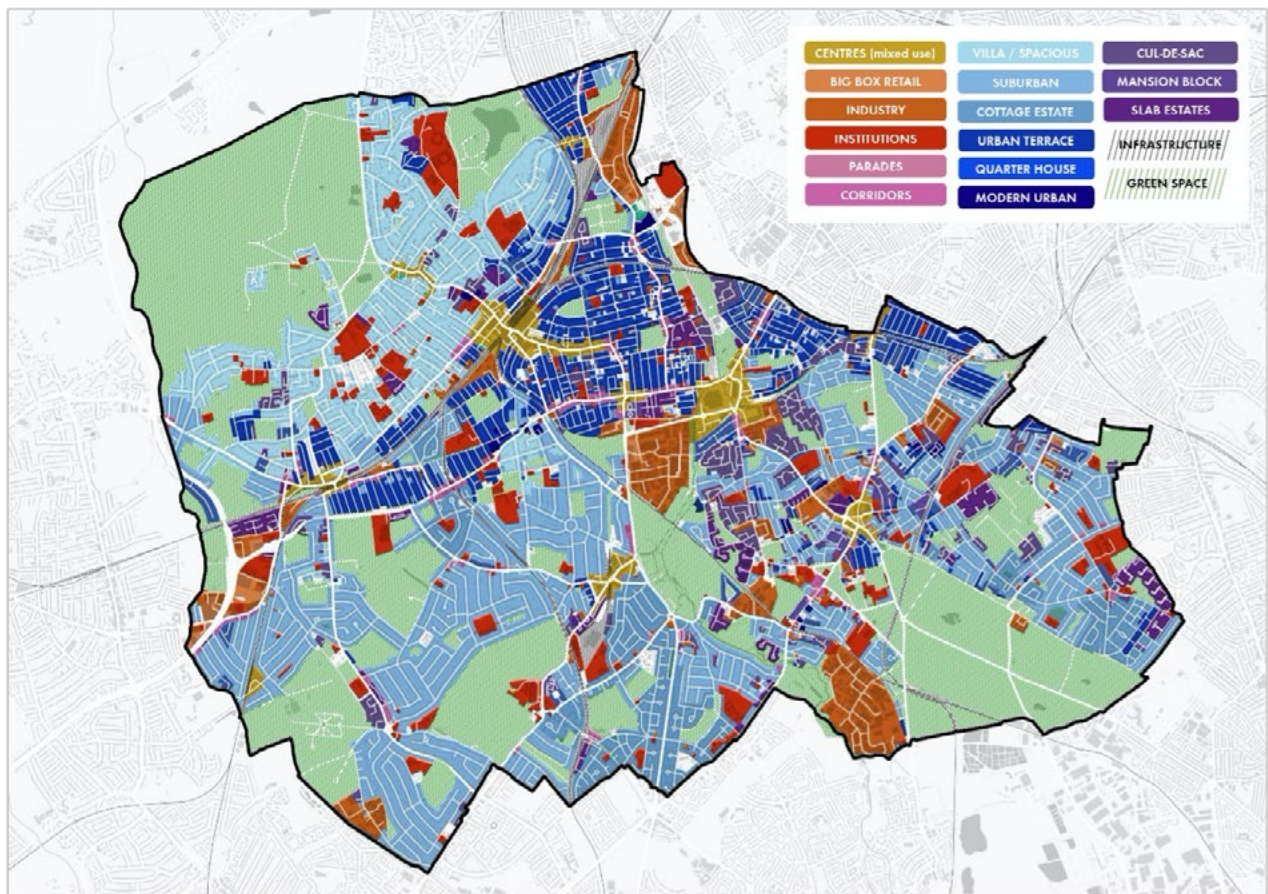 CENTRES (mixed use)
BIG BOX RETAIL
INDUSTRY
INSTITUTIONS
PARADES
CORRIDORS
VILLA / SPACIOUS
SUBURBAN
COTTAGE ESTATE
URBAN TERRACE
QUARTER HOUSE
MODERN URBAN
CUL-DE-SAC
MANSION BLOCK
SLAB ESTATES
INFRASTRUCTURE
GREEN SPACE